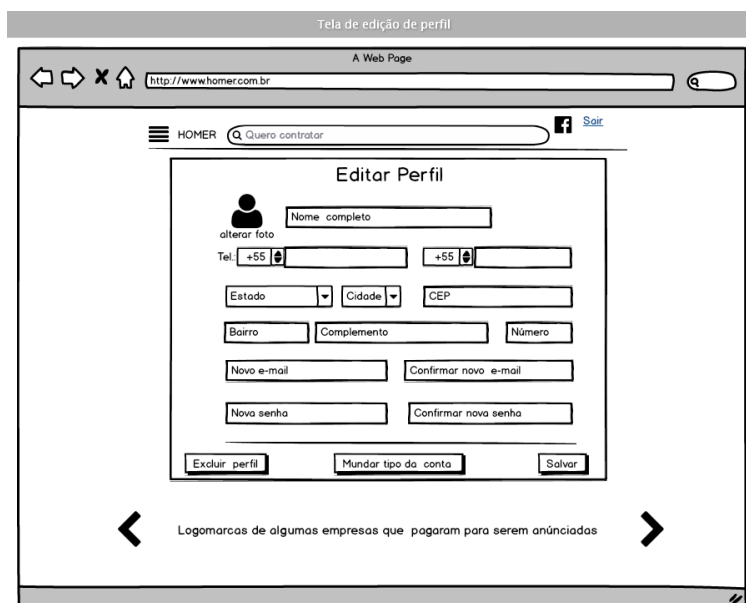 Tela de edição de perfil
A Web Page
http://www.homer.com.br
Sair
HOMER Quero contratar
Editar Perfil
Nome completo
alterar foto
Tel.: +55 +55
Estado Cidade CEP
Bairro Complemento Número
Novo e-mail Confirmar novo e-mail
Nova senha Confirmar nova senha
Excluir perfil Mundar tipo da conta Salvar
Logomarcas de algumas empresas que pagaram para serem anúnciadas